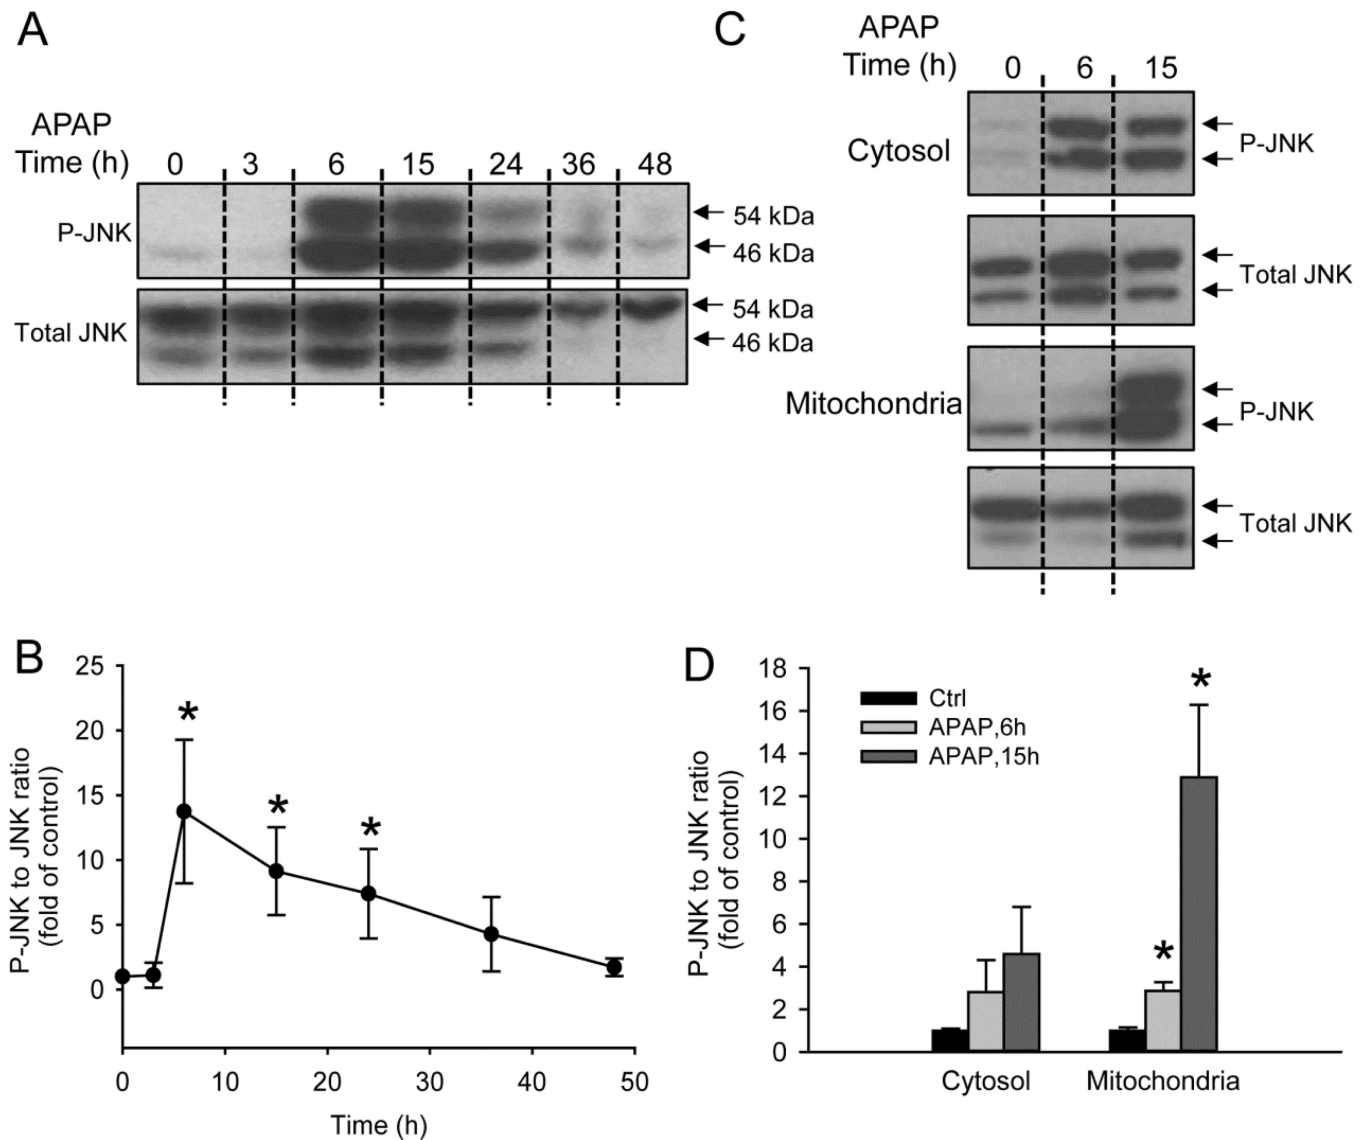 A
APAP
Time (h) 0 3 6 15 24 36 48
P-JNK
54 kDa
46 kDa
Total JNK
54 kDa
46 kDa
C
APAP
Time (h) 0 6 15
Cytosol
P-JNK
Total JNK
Mitochondria
P-JNK
Total JNK
B
P-JNK to JNK ratio
(fold of control)
25
20
15
10
5
0
*
*
*
0 10 20 30 40 50
Time (h)
D
P-JNK to JNK ratio
(fold of control)
18
16
14
12
10
8
6
4
2
0
Ctrl
APAP,6h
APAP,15h
*
*
Cytosol Mitochondria